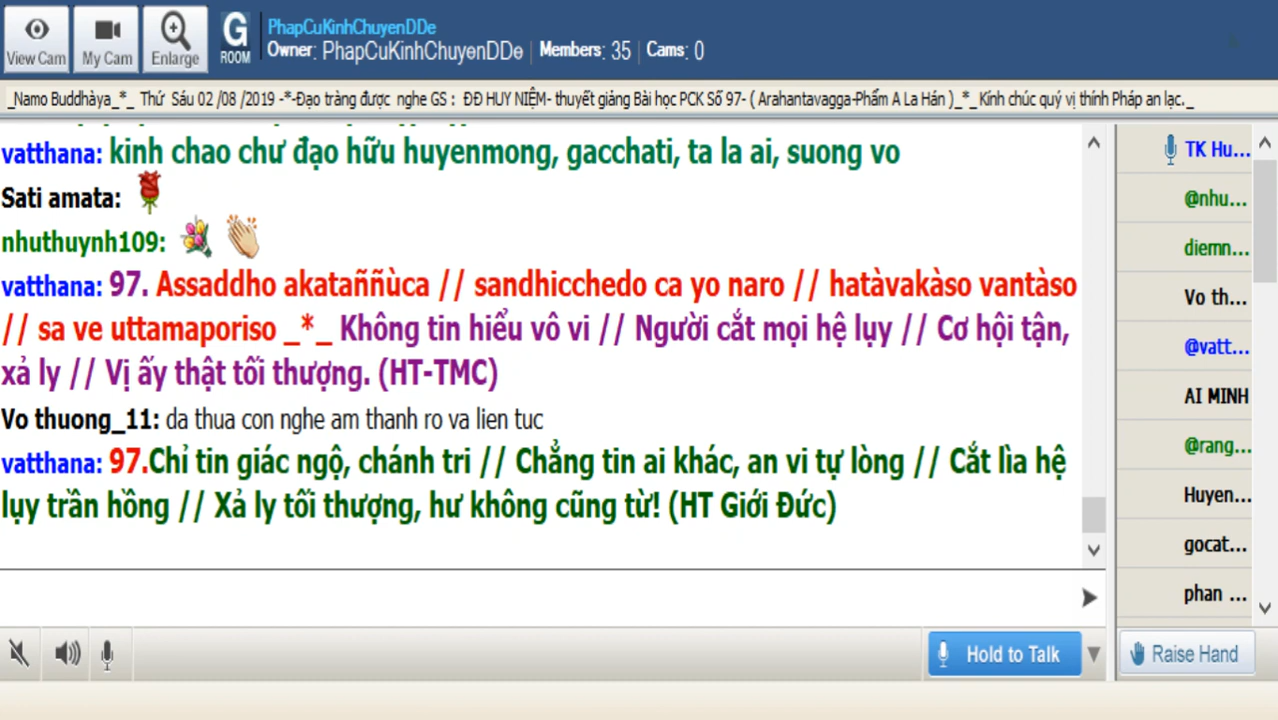 View Cam
My Cam
Enlarge
G
ROOM
PhapCuKinhChuyenDDe
Owner: PhapCuKinhChuyenDDe | Members: 35 | Cams: 0
_Namo Buddhàya_*_ Thứ Sáu 02 /08 /2019 -*-Đạo tràng được nghe GS : ĐĐ HUY NIỆM- thuyết giảng Bài học PCK Số 97- ( Arahantavagga-Phẩm A La Hán )_*_ Kính chúc quý vị thính Pháp an lạc._
vatthana: kinh chao chư đạo hữu huyenmong, gacchati, ta la ai, suong vo
Sati amata:
nhuthuynh109:
vatthana: 97. Assaddho akataññùca // sandhicchedo ca yo naro // hatàvakàso vantàso
// sa ve uttamaporiso _*_ Không tin hiểu vô vi // Người cắt mọi hệ lụy // Cơ hội tận,
xả ly // Vị ấy thật tối thượng. (HT-TMC)
Vo thuong_11: da thua con nghe am thanh ro va lien tuc
vatthana: 97.Chỉ tin giác ngộ, chánh tri // Chẳng tin ai khác, an vi tự lòng // Cắt lìa hệ
lụy trần hồng // Xả ly tối thượng, hư không cũng từ! (HT Giới Đức)
TK Hu...
@nhu...
diemn...
Vo th...
@vatt...
AI MINH
@rang...
Huyen...
gocat...
phan ...
Hold to Talk
Raise Hand